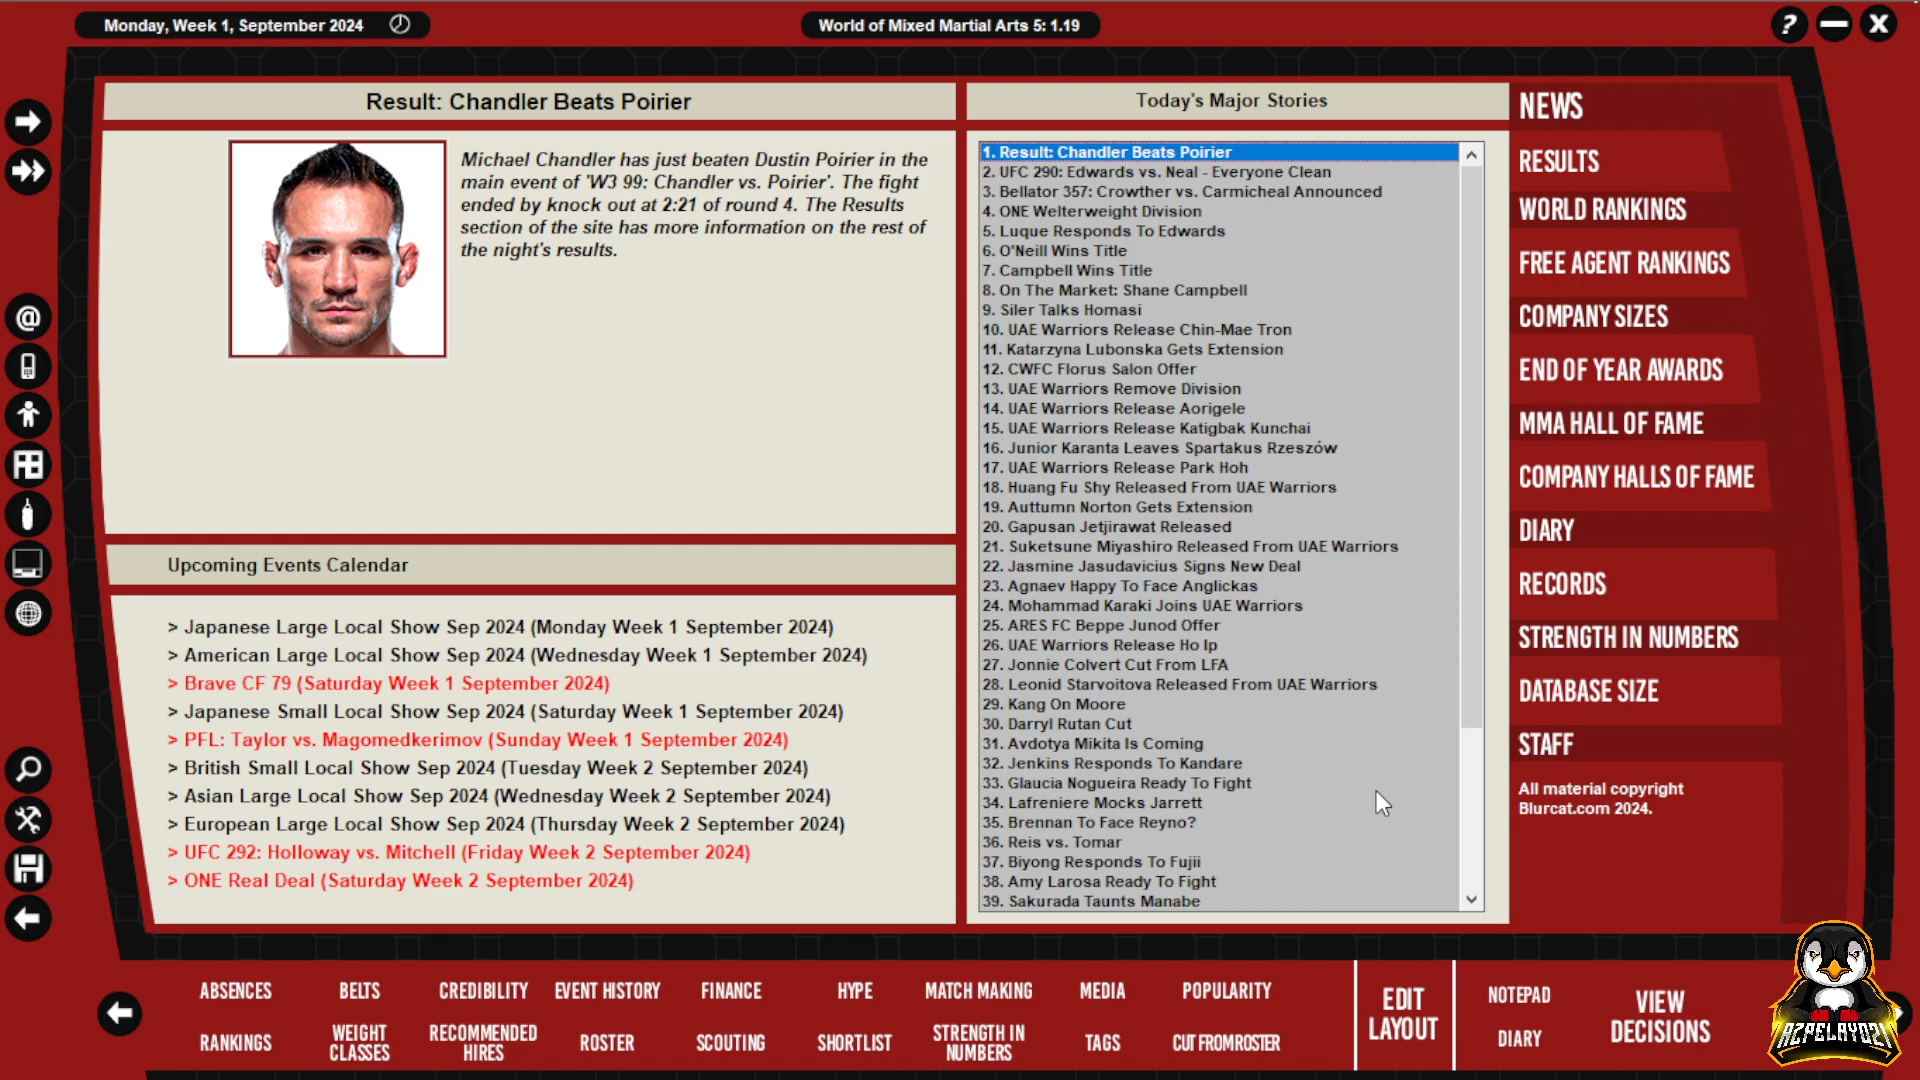 Monday, Week 1, September 2024
World of Mixed Martial Arts 5: 1.19
?
X
Result: Chandler Beats Poirier
Michael Chandler has just beaten Dustin Poirier in the
main event of 'W3 99: Chandler vs. Poirier'. The fight
ended by knock out at 2:21 of round 4. The Results
section of the site has more information on the rest of
the night's results.
Upcoming Events Calendar
> Japanese Large Local Show Sep 2024 (Monday Week 1 September 2024)
> American Large Local Show Sep 2024 (Wednesday Week 1 September 2024)
> Brave CF 79 (Saturday Week 1 September 2024)
> Japanese Small Local Show Sep 2024 (Saturday Week 1 September 2024)
> PFL: Taylor vs. Magomedkerimov (Sunday Week 1 September 2024)
> British Small Local Show Sep 2024 (Tuesday Week 2 September 2024)
> Asian Large Local Show Sep 2024 (Wednesday Week 2 September 2024)
> European Large Local Show Sep 2024 (Thursday Week 2 September 2024)
> UFC 292: Holloway vs. Mitchell (Friday Week 2 September 2024)
> ONE Real Deal (Saturday Week 2 September 2024)
Today's Major Stories
1. Result: Chandler Beats Poirier
2. UFC 290: Edwards vs. Neal - Everyone Clean
3. Bellator 357: Crowther vs. Carmicheal Announced
4. ONE Welterweight Division
5. Luque Responds To Edwards
6. O'Neill Wins Title
7. Campbell Wins Title
8. On The Market: Shane Campbell
9. Siler Talks Homasi
10. UAE Warriors Release Chin-Mae Tron
11. Katarzyna Lubonska Gets Extension
12. CWFC Florus Salon Offer
13. UAE Warriors Remove Division
14. UAE Warriors Release Aorigele
15. UAE Warriors Release Katigbak Kunchai
16. Junior Karanta Leaves Spartakus Rzeszów
17. UAE Warriors Release Park Hoh
18. Huang Fu Shy Released From UAE Warriors
19. Auttumn Norton Gets Extension
20. Gapusan Jetjirawat Released
21. Suketsune Miyashiro Released From UAE Warriors
22. Jasmine Jasudavicius Signs New Deal
23. Agnaev Happy To Face Anglickas
24. Mohammad Karaki Joins UAE Warriors
25. ARES FC Beppe Junod Offer
26. UAE Warriors Release Ho Ip
27. Jonnie Colvert Cut From LFA
28. Leonid Starvoitova Released From UAE Warriors
29. Kang On Moore
30. Darryl Rutan Cut
31. Avdotya Mikita Is Coming
32. Jenkins Responds To Kandare
33. Glaucia Nogueira Ready To Fight
34. Lafreniere Mocks Jarrett
35. Brennan To Face Reyno?
36. Reis vs. Tomar
37. Biyong Responds To Fujii
38. Amy Larosa Ready To Fight
39. Sakurada Taunts Manabe
NEWS
RESULTS
WORLD RANKINGS
FREE AGENT RANKINGS
COMPANY SIZES
END OF YEAR AWARDS
MMA HALL OF FAME
COMPANY HALLS OF FAME
DIARY
RECORDS
STRENGTH IN NUMBERS
DATABASE SIZE
STAFF
All material copyright
Blurcat.com 2024.
@
ABSENCES BELTS CREDIBILITY EVENT HISTORY FINANCE HYPE MATCH MAKING MEDIA POPULARITY
RANKINGS WEIGHT CLASSES RECOMMENDED HIRES ROSTER SCOUTING SHORTLIST STRENGTH IN NUMBERS TAGS CUT FROM ROSTER
EDIT
LAYOUT
NOTEPAD
DIARY
VIEW
DECISIONS
AZPELAYO21